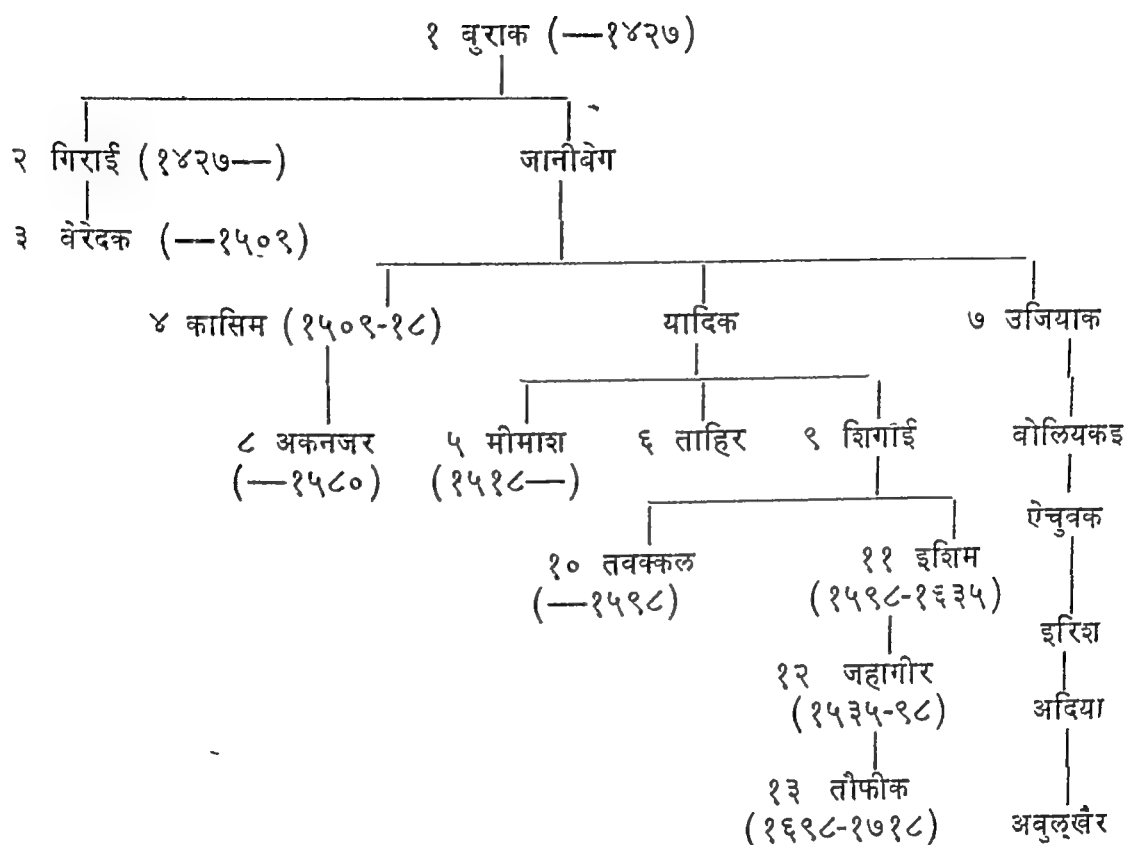 १ बुराक (—१४२७)
२ गिराई (१४२७—) जानीबेग
३ बेरेदक (—१५०९)
४ कासिम (१५०९-१८) यादिक ७ उजियाक
८ अकनजर ५ मीमाश ६ ताहिर ९ शिगाई बोलियकइ
(—१५८०) (१५१८—)
ऐचुवक
१० तवक्कल ११ इशिम
(—१५९८) (१५९८-१६३५)
इरिश
१२ जहागीर
(१५३५-९८) अदिया
१३ तौफीक
(१६९८-१७१८) अबुल्खैर